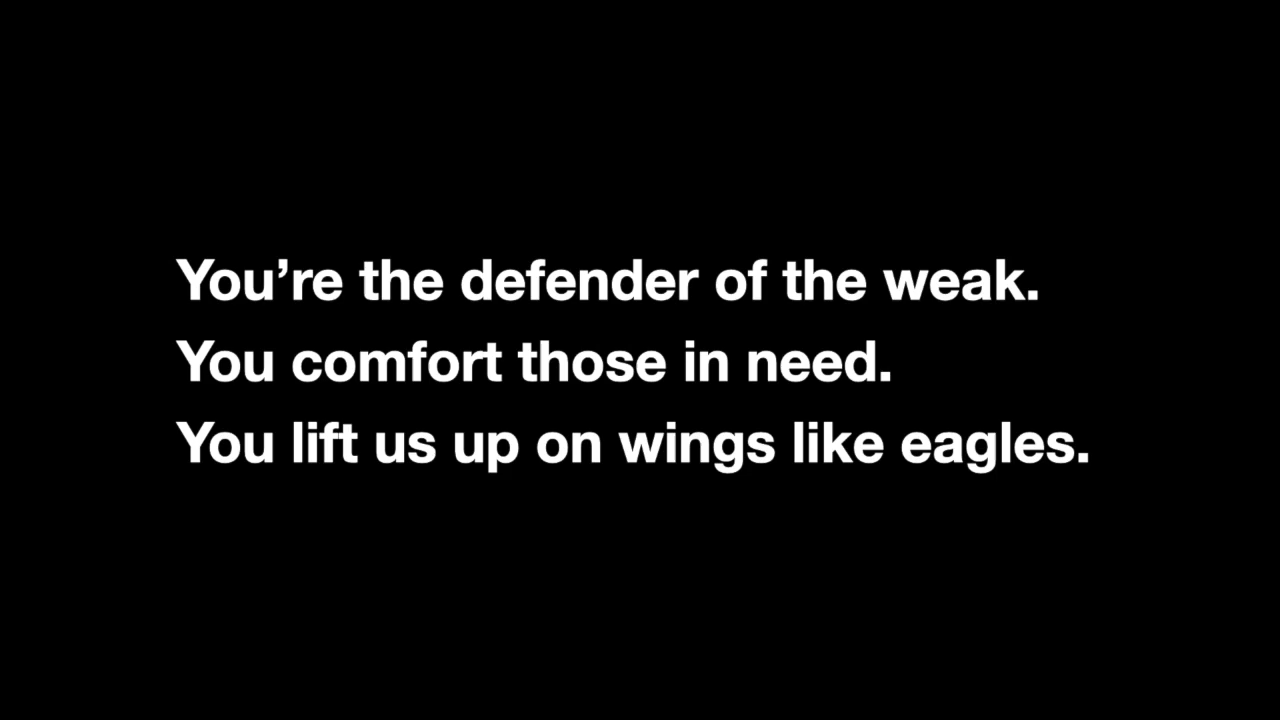 You’re the defender of the weak.
You comfort those in need.
You lift us up on wings like eagles.